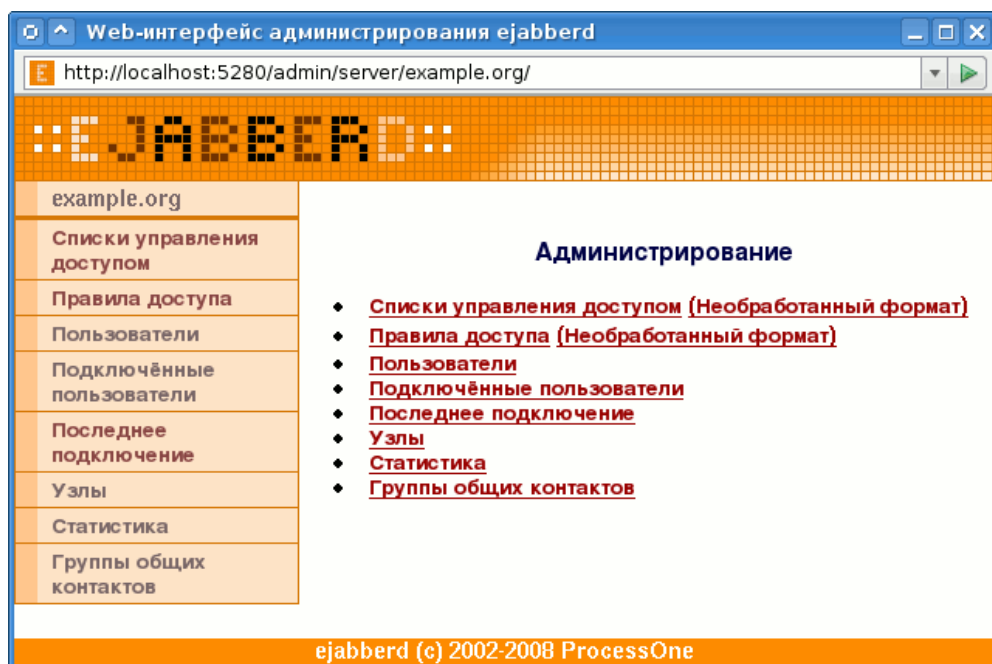 Web-интерфейс администрирования ejabberd
http://localhost:5280/admin/server/example.org/
::EJABBERD::
example.org
Списки управления
доступом
Правила доступа
Пользователи
Подключённые
пользователи
Последнее
подключение
Узлы
Статистика
Группы общих
контактов
Администрирование
Списки управления доступом (Необработанный формат)
Правила доступа (Необработанный формат)
Пользователи
Подключённые пользователи
Последнее подключение
Узлы
Статистика
Группы общих контактов
ejabberd (c) 2002-2008 ProcessOne